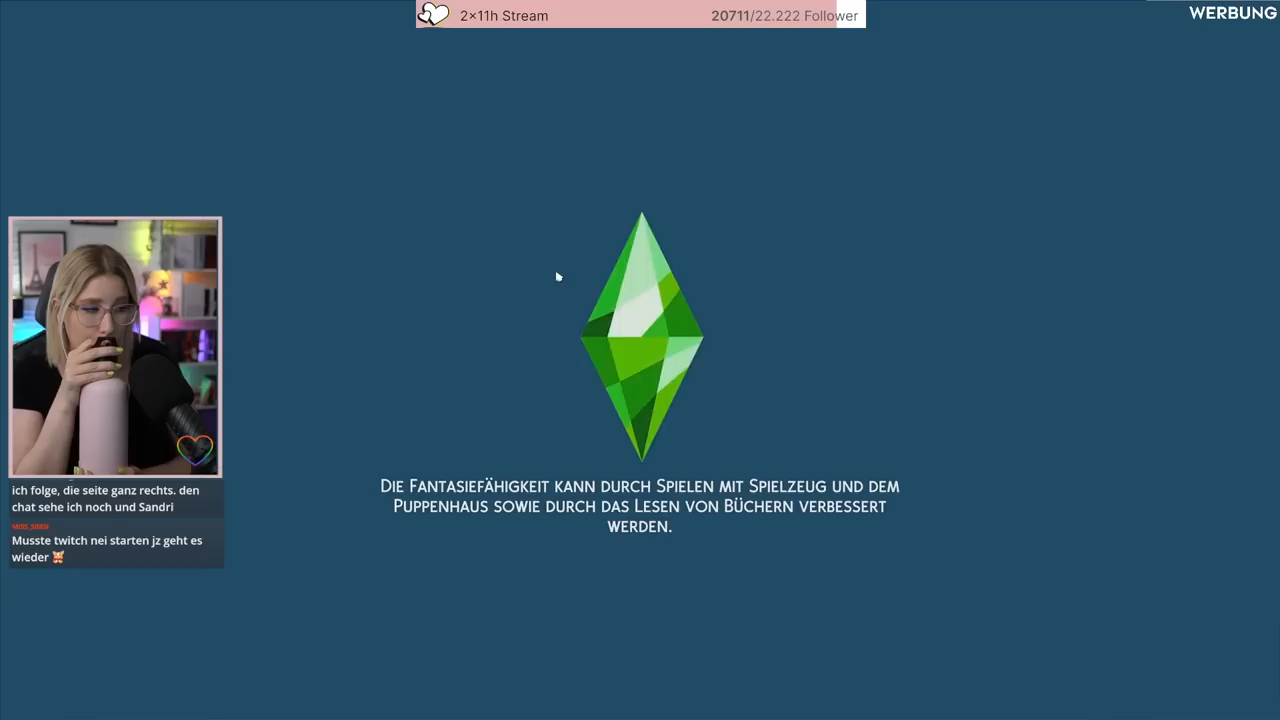 2×11h Stream
20711/22.222 Follower
WERBUNG
DIE FANTASIEFÄHIGKEIT KANN DURCH SPIELEN MIT SPIELZEUG UND DEM
PUPPENHAUS SOWIE DURCH DAS LESEN VON BÜCHERN VERBESSERT
WERDEN.
ich folge, die seite ganz rechts. den
chat sehe ich noch und Sandri
Musste twitch nei starten jz geht es
wieder